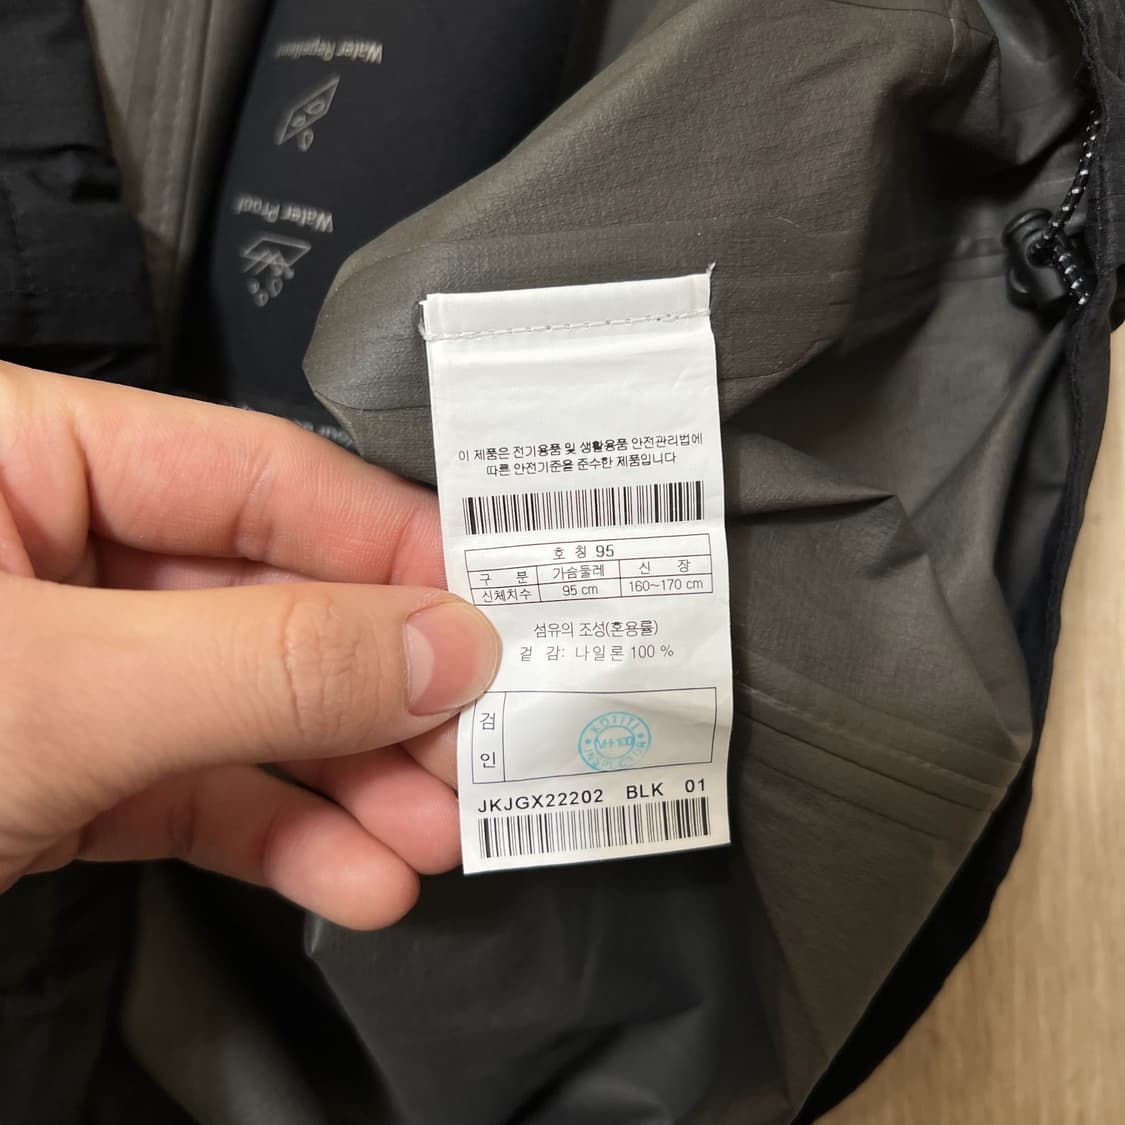 Water Repellent
Water Proof
이 제품은 전기용품 및 생활용품 안전관리법에
따른 안전기준을 준수한 제품입니다
호 칭 95
구 분 가슴둘레 신 장
신체치수 95 cm 160~170 cm
섬유의 조성(혼용률)
겉 감: 나일론 100 %
검
인
KOTITI
JKJGX22202 BLK 01